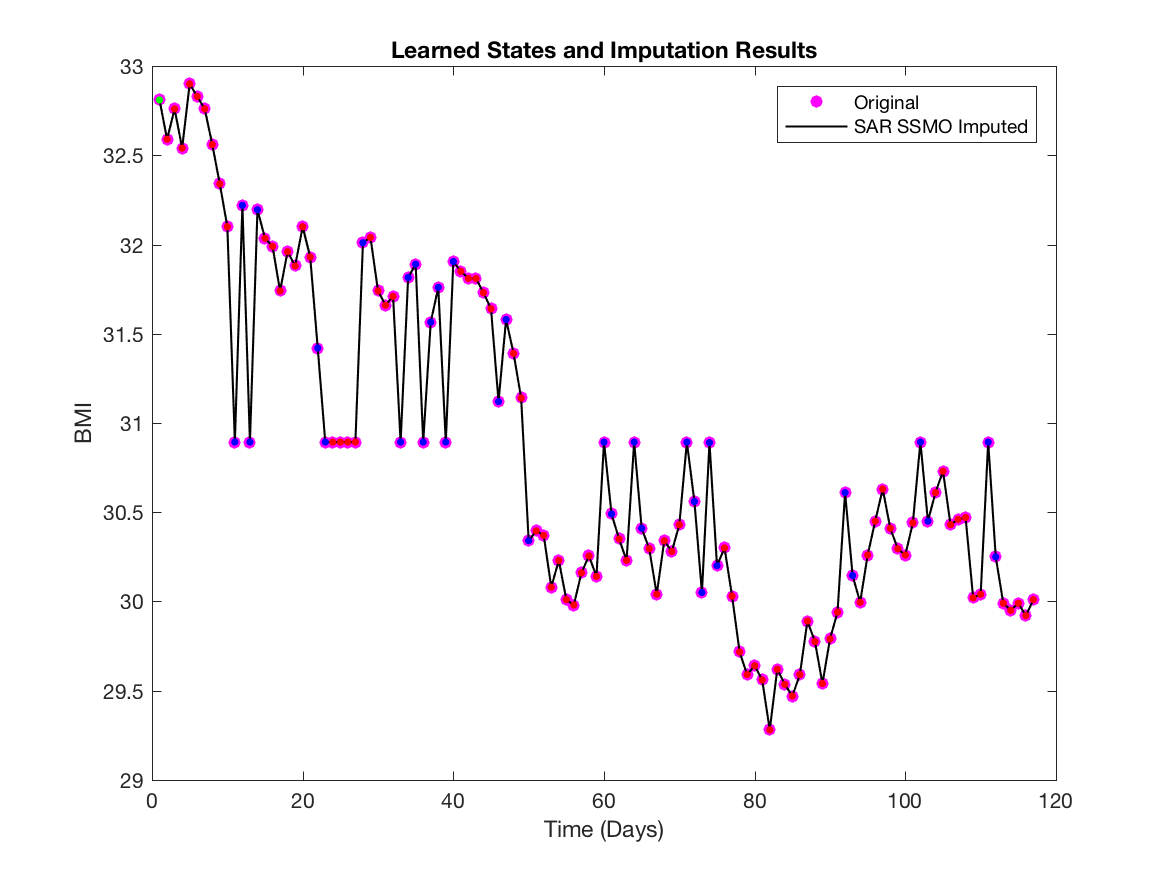 Learned States and Imputation Results
Original
SAR SSMO Imputed
33
32.5
32
31.5
31
30.5
30
29.5
29
BMI
0 20 40 60 80 100 120
Time (Days)